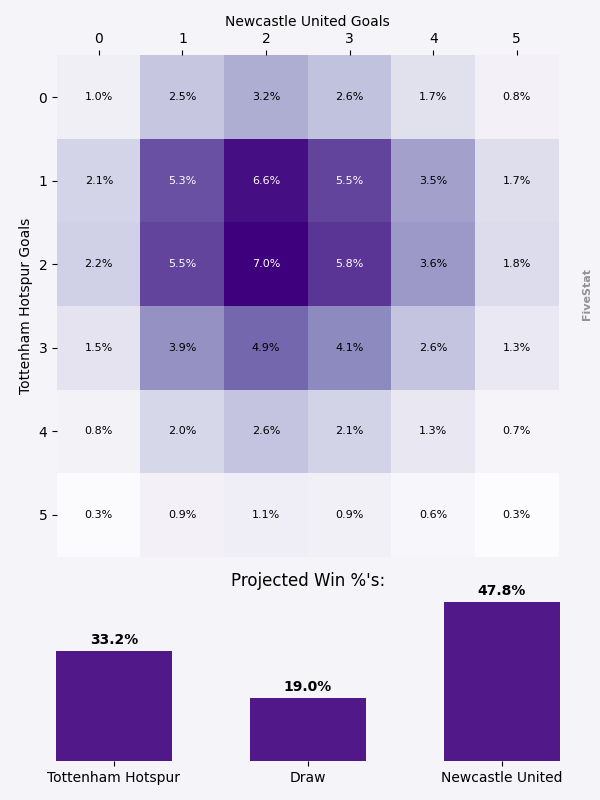 Newcastle United Goals
0 1 2 3 4 5
Tottenham Hotspur Goals
0 1.0% 2.5% 3.2% 2.6% 1.7% 0.8%
1 2.1% 5.3% 6.6% 5.5% 3.5% 1.7%
2 2.2% 5.5% 7.0% 5.8% 3.6% 1.8%
3 1.5% 3.9% 4.9% 4.1% 2.6% 1.3%
4 0.8% 2.0% 2.6% 2.1% 1.3% 0.7%
5 0.3% 0.9% 1.1% 0.9% 0.6% 0.3%
FiveStat
Projected Win %'s:
33.2% 19.0% 47.8%
Tottenham Hotspur Draw Newcastle United